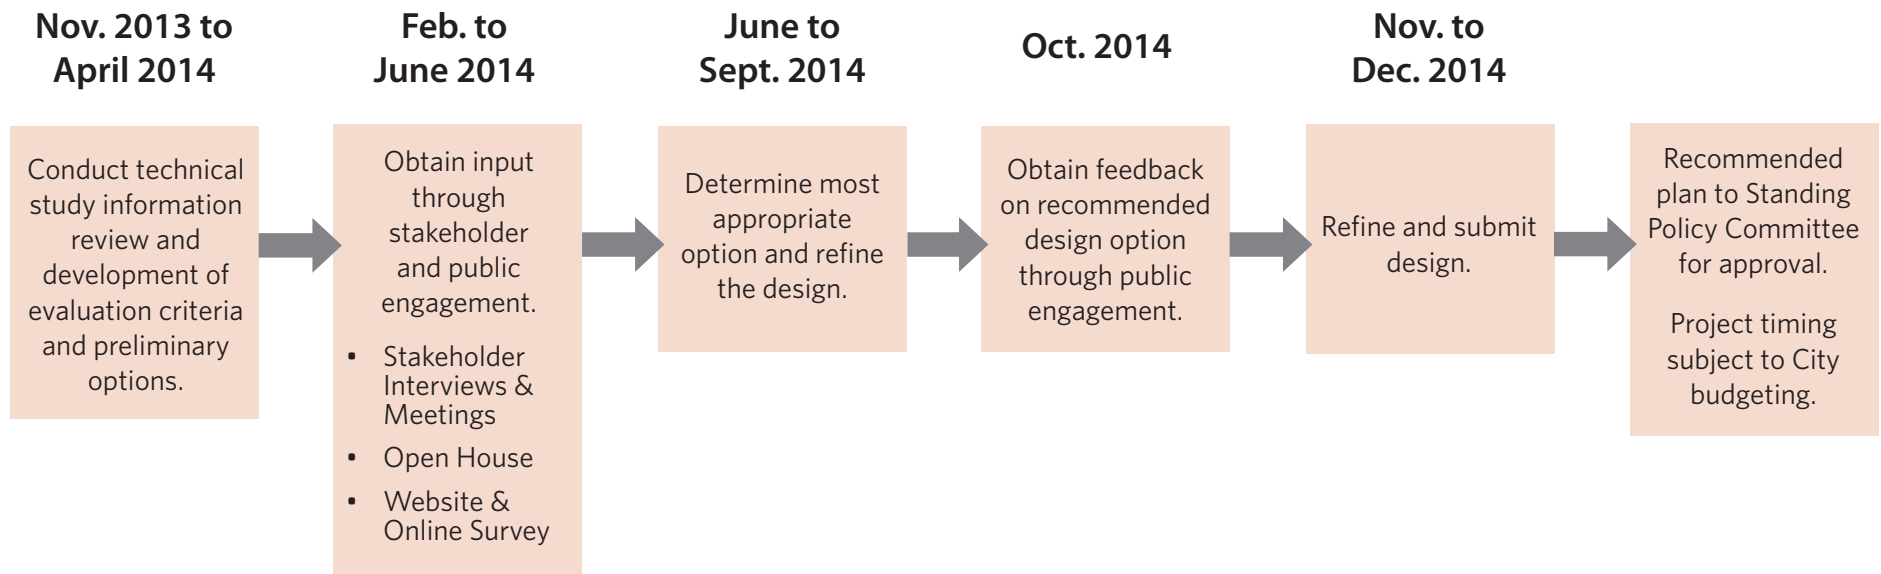 Nov. 2013 to
April 2014
Feb. to
June 2014
June to
Sept. 2014
Oct. 2014
Nov. to
Dec. 2014
Conduct technical
study information
review and
development of
evaluation criteria
and preliminary
options.
Obtain input
through
stakeholder
and public
engagement.
• Stakeholder
Interviews &
Meetings
• Open House
• Website &
Online Survey
Determine most
appropriate
option and refine
the design.
Obtain feedback
on recommended
design option
through public
engagement.
Refine and submit
design.
Recommended
plan to Standing
Policy Committee
for approval.
Project timing
subject to City
budgeting.